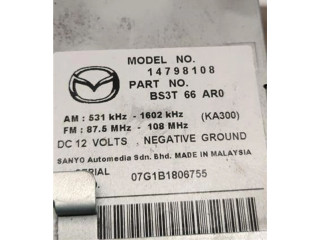 MODEL NO.
14798108
PART NO.
BS3T 66 AR0
AM : 531 kHz - 1602 kHz (KA300)
FM : 87.5 MHz - 108 MHz
DC 12 VOLTS , NEGATIVE GROUND
SANYO Automedia Sdn. Bhd. MADE IN MALAYSIA
SERIAL
07G1B1806755